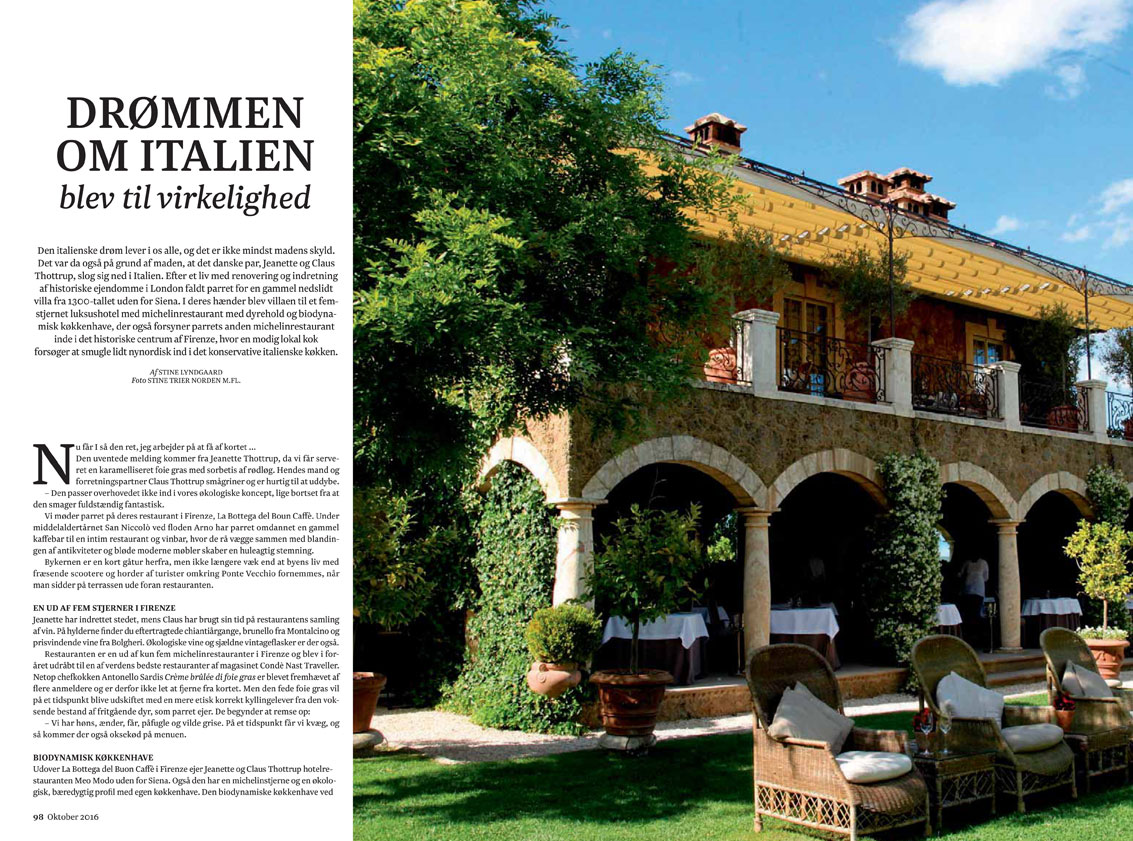 DRØMMEN
OM ITALIEN
blev til virkelighed
Den italienske drøm lever i os alle, og det er ikke mindst madens skyld.
Det var da også på grund af maden, at det danske par, Jeanette og Claus
Thottrup, slog sig ned i Italien. Efter et liv med renovering og indretning
af historiske ejendomme i London faldt parret for en gammel nedslidt
villa fra 1300-tallet uden for Siena. I deres hænder blev villaen til et fem-
stjernet luksushotel med michelinrestaurant med dyrehold og biodyna-
misk køkkenhave, der også forsyner parrets anden michelinrestaurant
inde i det historiske centrum af Firenze, hvor en modig lokal kok
forsøger at smugle lidt nynordisk ind i det konservative italienske køkken.
Af STINE LYNDGAARD
Foto STINE TRIER NORDEN M.FL.
Nu får I så den ret, jeg arbejder på at få af kortet ...
Den uventede melding kommer fra Jeanette Thottrup, da vi får serve-
ret en karamelliseret foie gras med sorbetis af rødløg. Hendes mand og
forretningspartner Claus Thottrup smågriner og er hurtig til at uddybe.
– Den passer overhovedet ikke ind i vores økologiske koncept, lige bortset fra at
den smager fuldstændig fantastisk.
Vi møder parret på deres restaurant i Firenze, La Bottega del Boun Caffè. Under
middelaldertårnet San Niccolò ved floden Arno har parret omdannet en gammel
kaffebar til en intim restaurant og vinbar, hvor de rå vægge sammen med blandin-
gen af antikviteter og bløde moderne møbler skaber en huleagtig stemning.
Bykernen er en kort gåtur herfra, men ikke længere væk end at byens liv med
fræsende scootere og horder af turister omkring Ponte Vecchio fornemmes, når
man sidder på terrassen ude foran restauranten.
EN UD AF FEM STJERNER I FIRENZE
Jeanette har indrettet stedet, mens Claus har brugt sin tid på restaurantens samling
af vin. På hylderne finder du eftertragtede chiantiårgange, brunello fra Montalcino og
prisvindende vine fra Bolgheri. Økologiske vine og sjældne vintageflasker er der også.
Restauranten er en ud af kun fem michelinrestauranter i Firenze og blev i for-
året udråbt til en af verdens bedste restauranter af magasinet Condè Nast Traveller.
Netop chefkokken Antonello Sardis Crème brûlée di foie gras er blevet fremhævet af
flere anmeldere og er derfor ikke let at fjerne fra kortet. Men den fede foie gras vil
på et tidspunkt blive udskiftet med en mere etisk korrekt kyllingelever fra den vok-
sende bestand af fritgående dyr, som parret ejer. De begynder at remse op:
– Vi har høns, ænder, får, påfugle og vilde grise. På et tidspunkt får vi kvæg, og
så kommer der også oksekød på menuen.
BIODYNAMISK KØKKENHAVE
Udover La Bottega del Buon Caffè i Firenze ejer Jeanette og Claus Thottrup hotelre-
stauranten Meo Modo uden for Siena. Også den har en michelinstjerne og en økolo-
gisk, bæredygtig profil med egen køkkenhave. Den biodynamiske køkkenhave ved
98 Oktober 2016